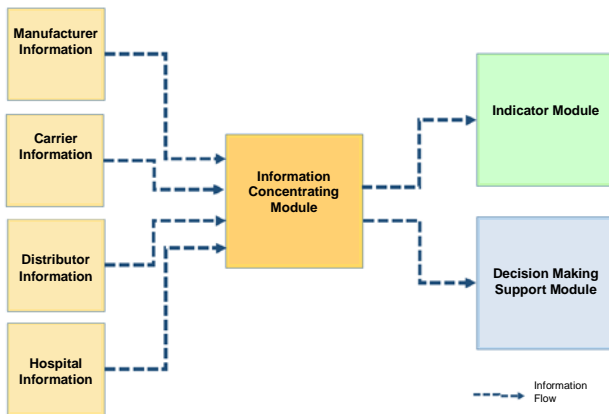 Manufacturer
Information
Carrier
Information
Distributor
Information
Hospital
Information
Information
Concentrating
Module
Indicator Module
Decision Making
Support Module
Information
Flow